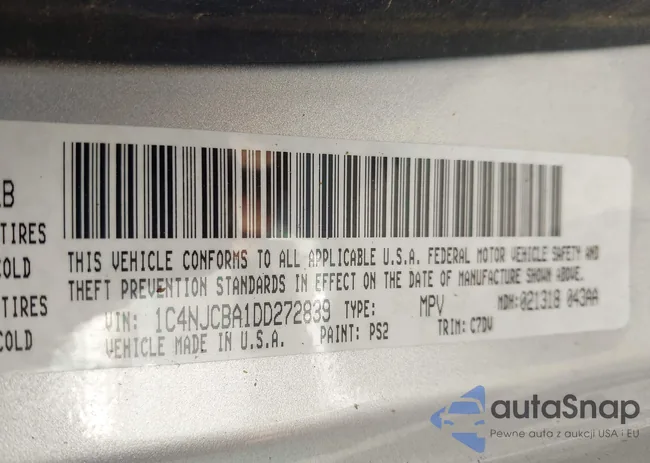 LB
TIRES
COLD
TIRES
COLD
THIS VEHICLE CONFORMS TO ALL APPLICABLE U.S.A. FEDERAL MOTOR VEHICLE SAFETY AND
THEFT PREVENTION STANDARDS IN EFFECT ON THE DATE OF MANUFACTURE SHOWN ABOVE.
VIN: 1C4NJCBA1DD272839 TYPE: MPV MDH:021318 043AA
VEHICLE MADE IN U.S.A. PAINT: PS2 TRIM: C7DV
autaSnap
Pewne auta z aukcji USA i EU